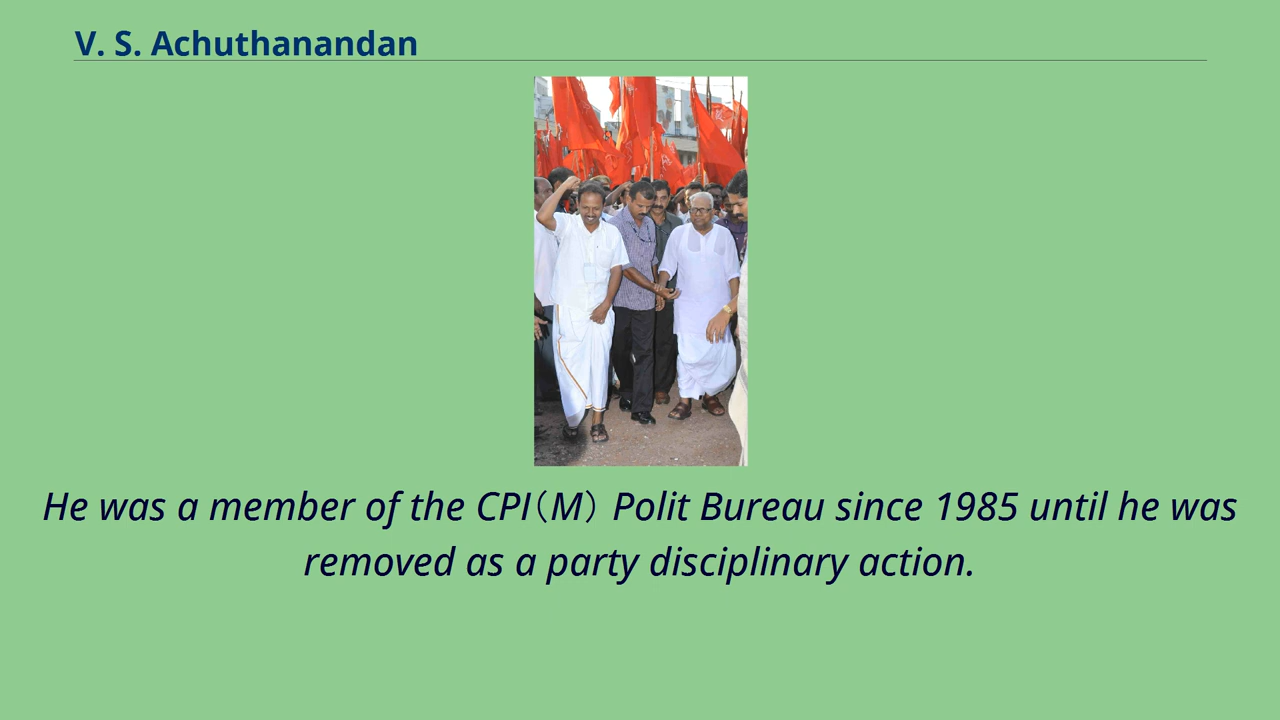 V. S. Achuthanandan
He was a member of the CPI（M） Polit Bureau since 1985 until he was
removed as a party disciplinary action.